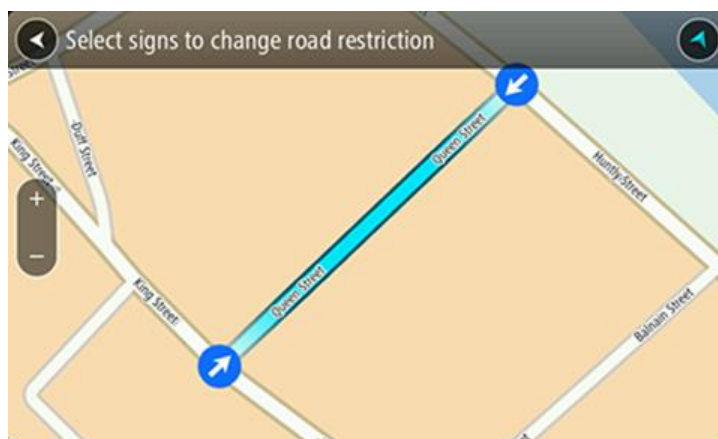 Select signs to change road restriction
Street
Duff Street
King Street
Queen Street
Huntly Street
+
−
Queen Street
King Street
Balnain Street